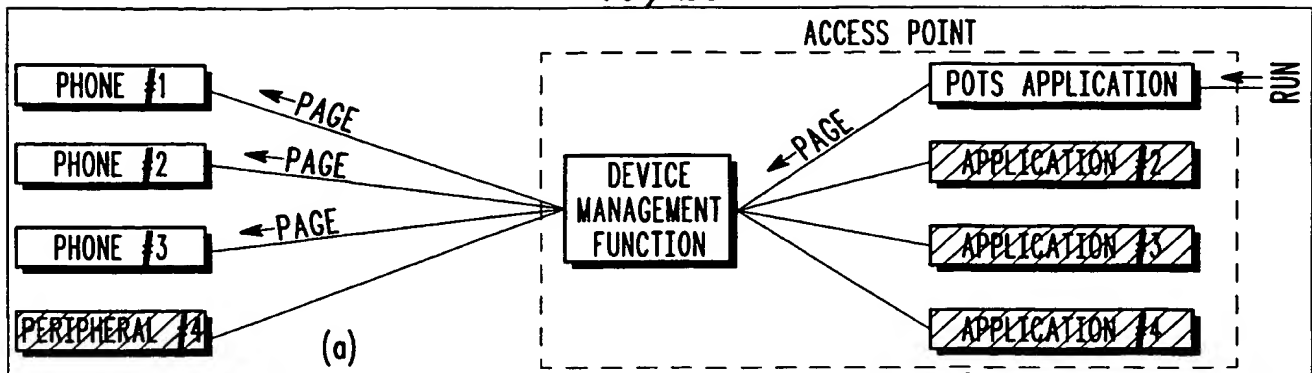 ACCESS POINT
PHONE #1
PHONE #2
PHONE #3
PERIPHERAL #4
←PAGE
←PAGE
←PAGE
(a)
DEVICE
MANAGEMENT
FUNCTION
←PAGE
POTS APPLICATION
APPLICATION #2
APPLICATION #3
APPLICATION #4
RUN